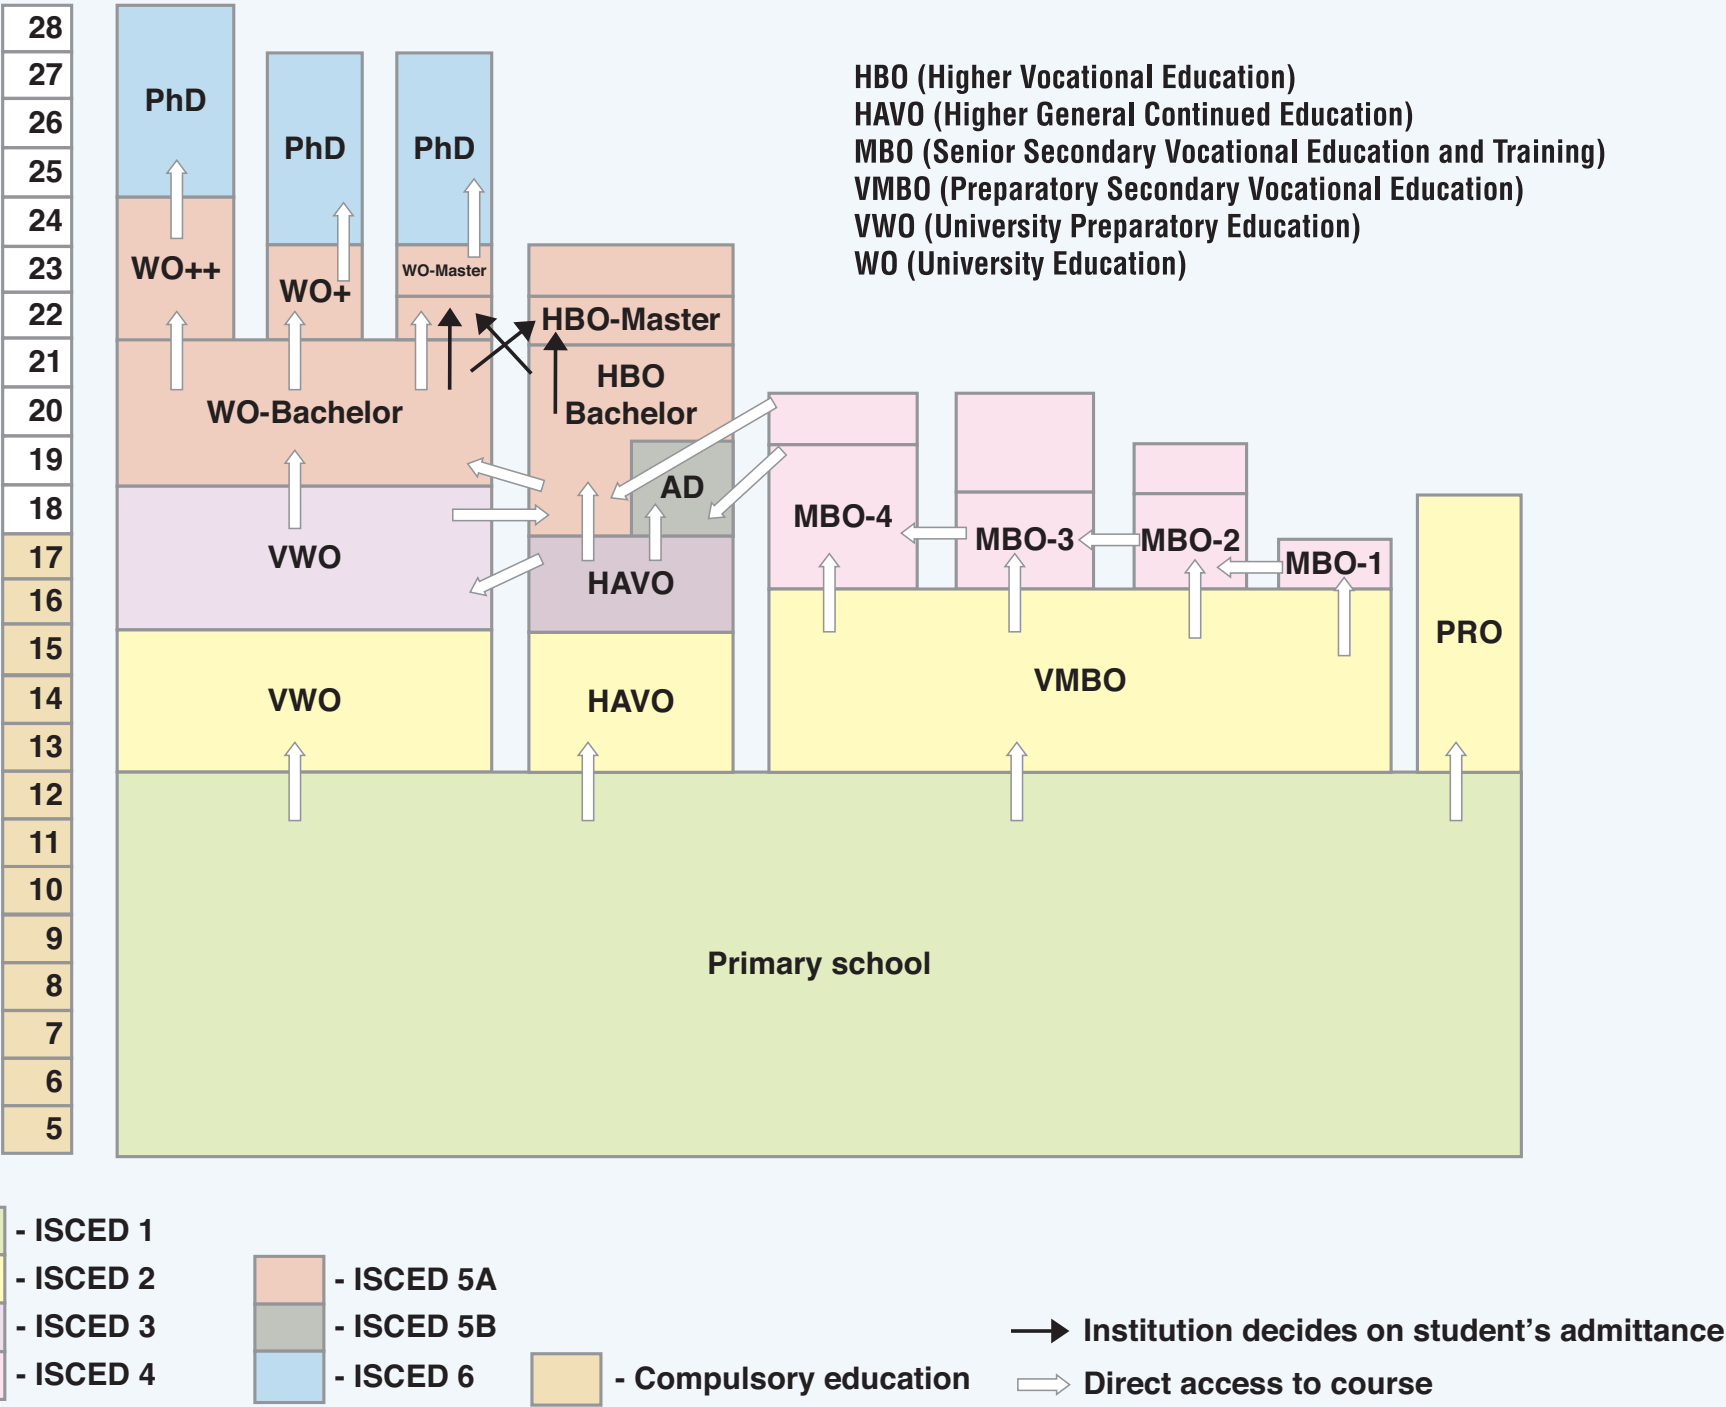 28
27
26
25
24
23
22
21
20
19
18
17
16
15
14
13
12
11
10
9
8
7
6
5
HBO (Higher Vocational Education)
HAVO (Higher General Continued Education)
MBO (Senior Secondary Vocational Education and Training)
VMBO (Preparatory Secondary Vocational Education)
VWO (University Preparatory Education)
WO (University Education)
PhD
PhD
PhD
WO++
WO+
WO-Master
HBO-Master
HBO
Bachelor
WO-Bachelor
AD
MBO-4
MBO-3
MBO-2
MBO-1
VWO
HAVO
PRO
VMBO
VWO
HAVO
Primary school
- ISCED 1
- ISCED 2
- ISCED 3
- ISCED 4
- ISCED 5A
- ISCED 5B
- ISCED 6
- Compulsory education
Institution decides on student's admittance
Direct access to course